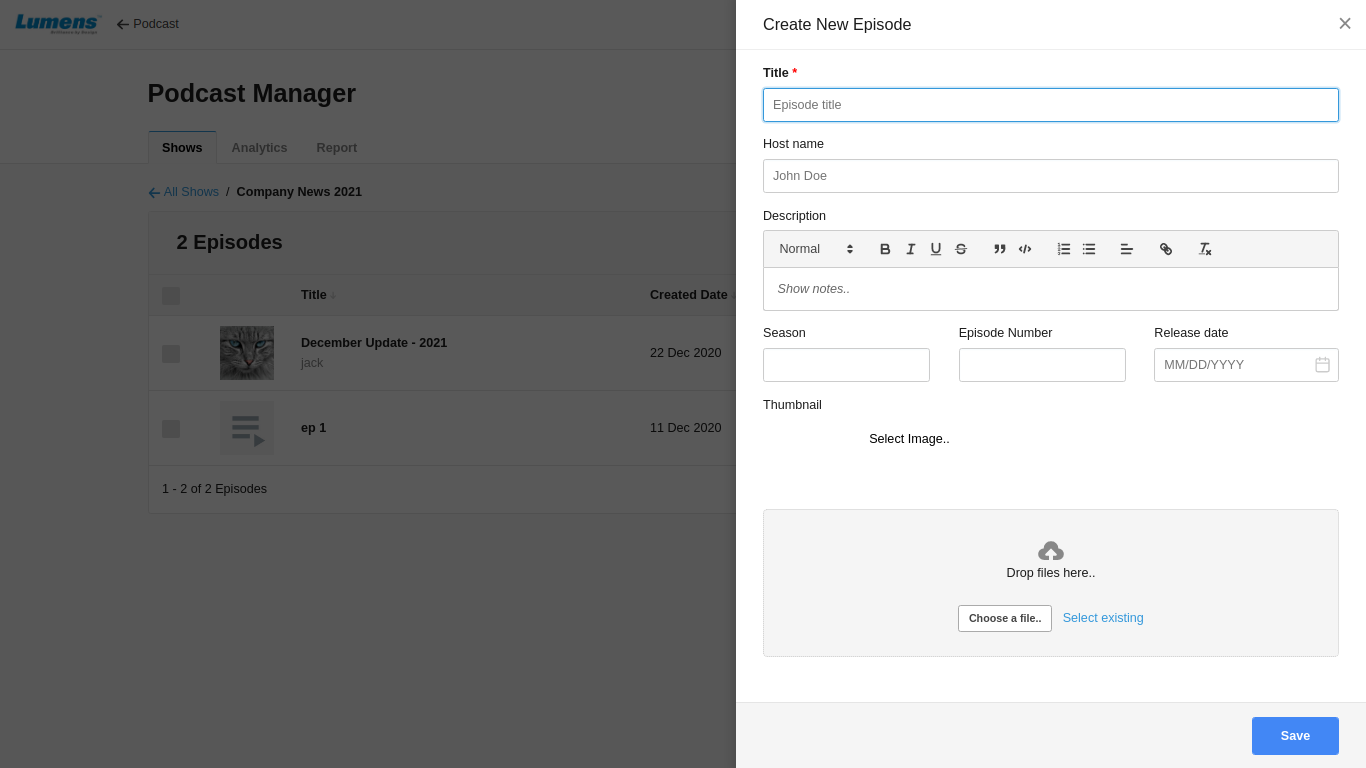 Lumens
Podcast
Podcast Manager
Shows
Analytics
Report
All Shows / Company News 2021
2 Episodes
Title
Created Date
December Update - 2021
jack
22 Dec 2020
ep 1
11 Dec 2020
1 - 2 of 2 Episodes
Create New Episode
Title *
Episode title
Host name
John Doe
Description
Normal
Show notes..
Season
Episode Number
Release date
MM/DD/YYYY
Thumbnail
Select Image..
Drop files here..
Choose a file..
Select existing
Save